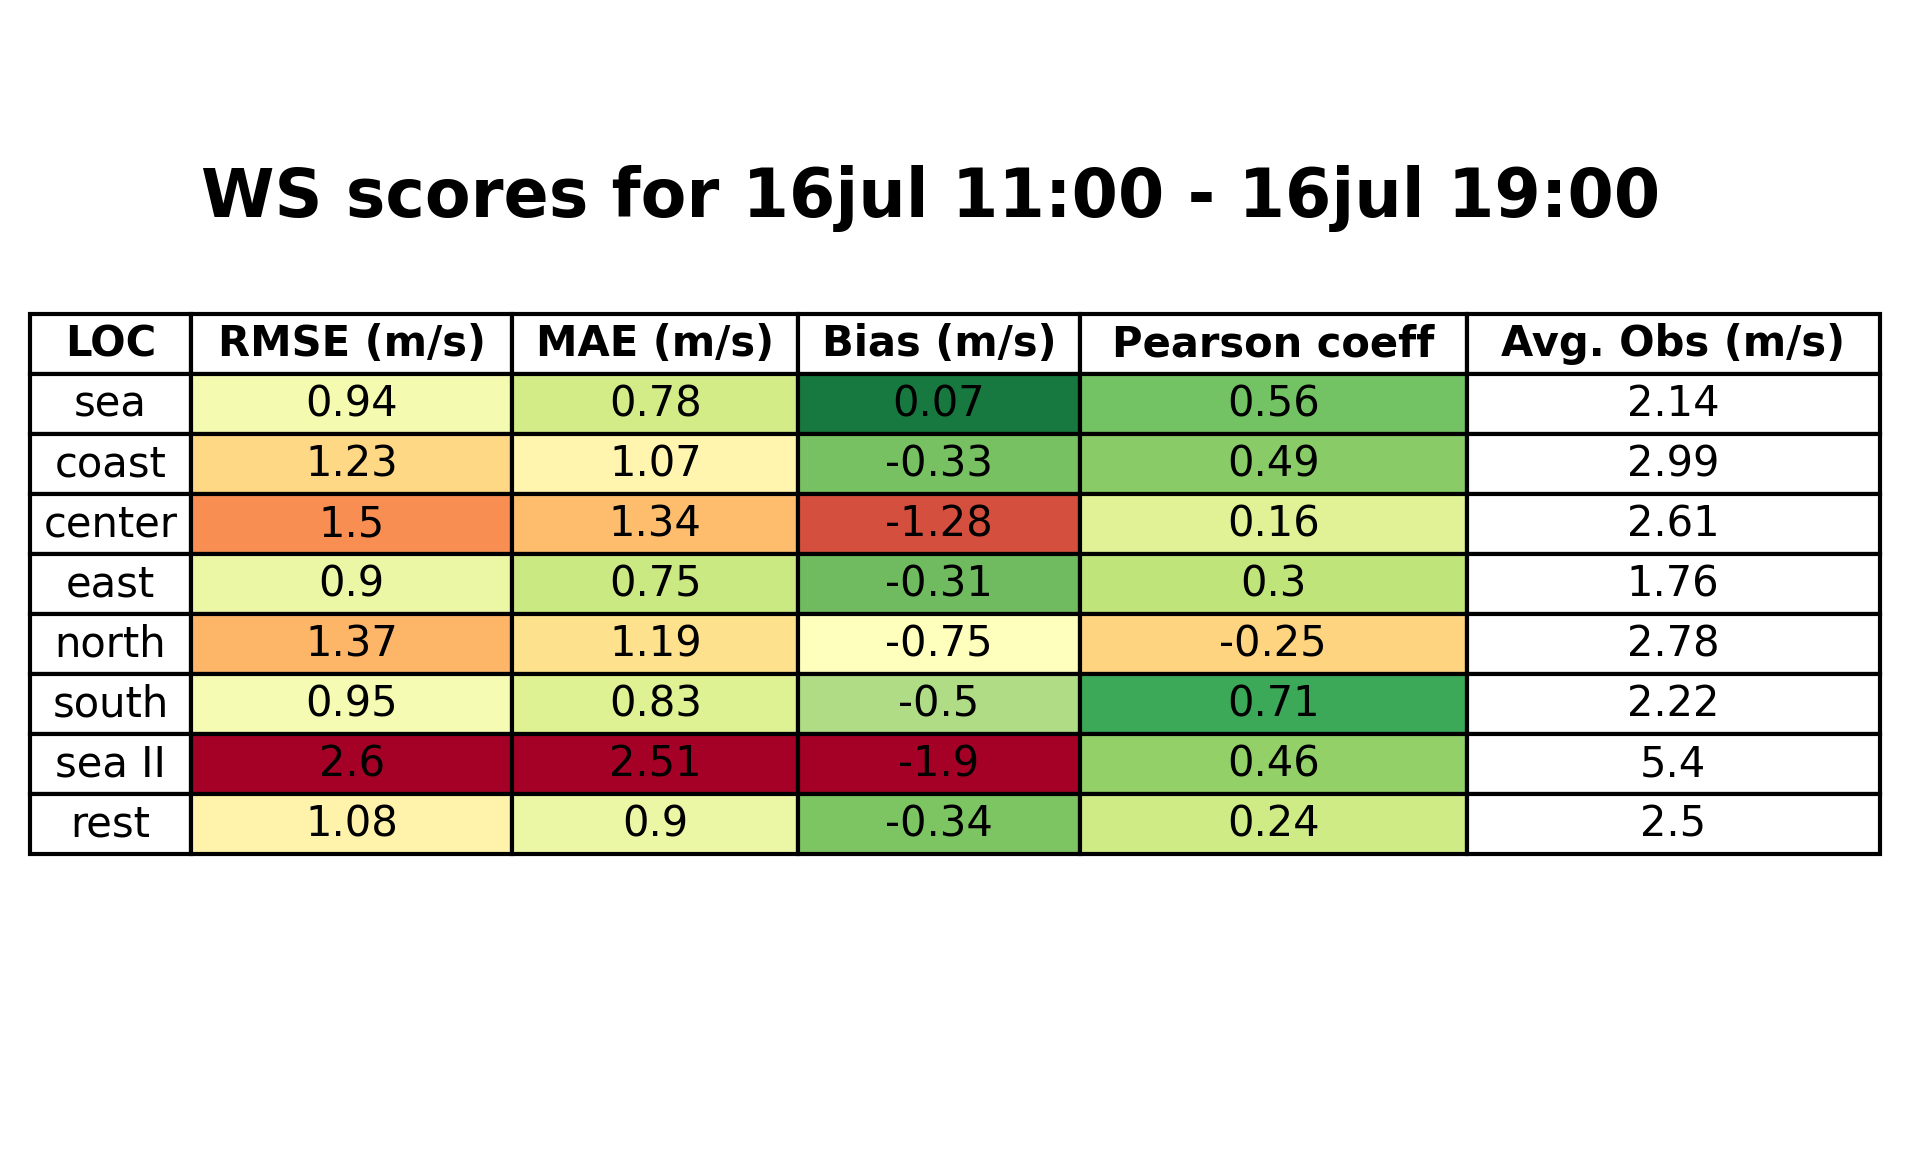 WS scores for 16jul 11:00 - 16jul 19:00
LOC RMSE (m/s) MAE (m/s) Bias (m/s) Pearson coeff Avg. Obs (m/s)
sea 0.94 0.78 0.07 0.56 2.14
coast 1.23 1.07 -0.33 0.49 2.99
center 1.5 1.34 -1.28 0.16 2.61
east 0.9 0.75 -0.31 0.3 1.76
north 1.37 1.19 -0.75 -0.25 2.78
south 0.95 0.83 -0.5 0.71 2.22
sea II 2.6 2.51 -1.9 0.46 5.4
rest 1.08 0.9 -0.34 0.24 2.5